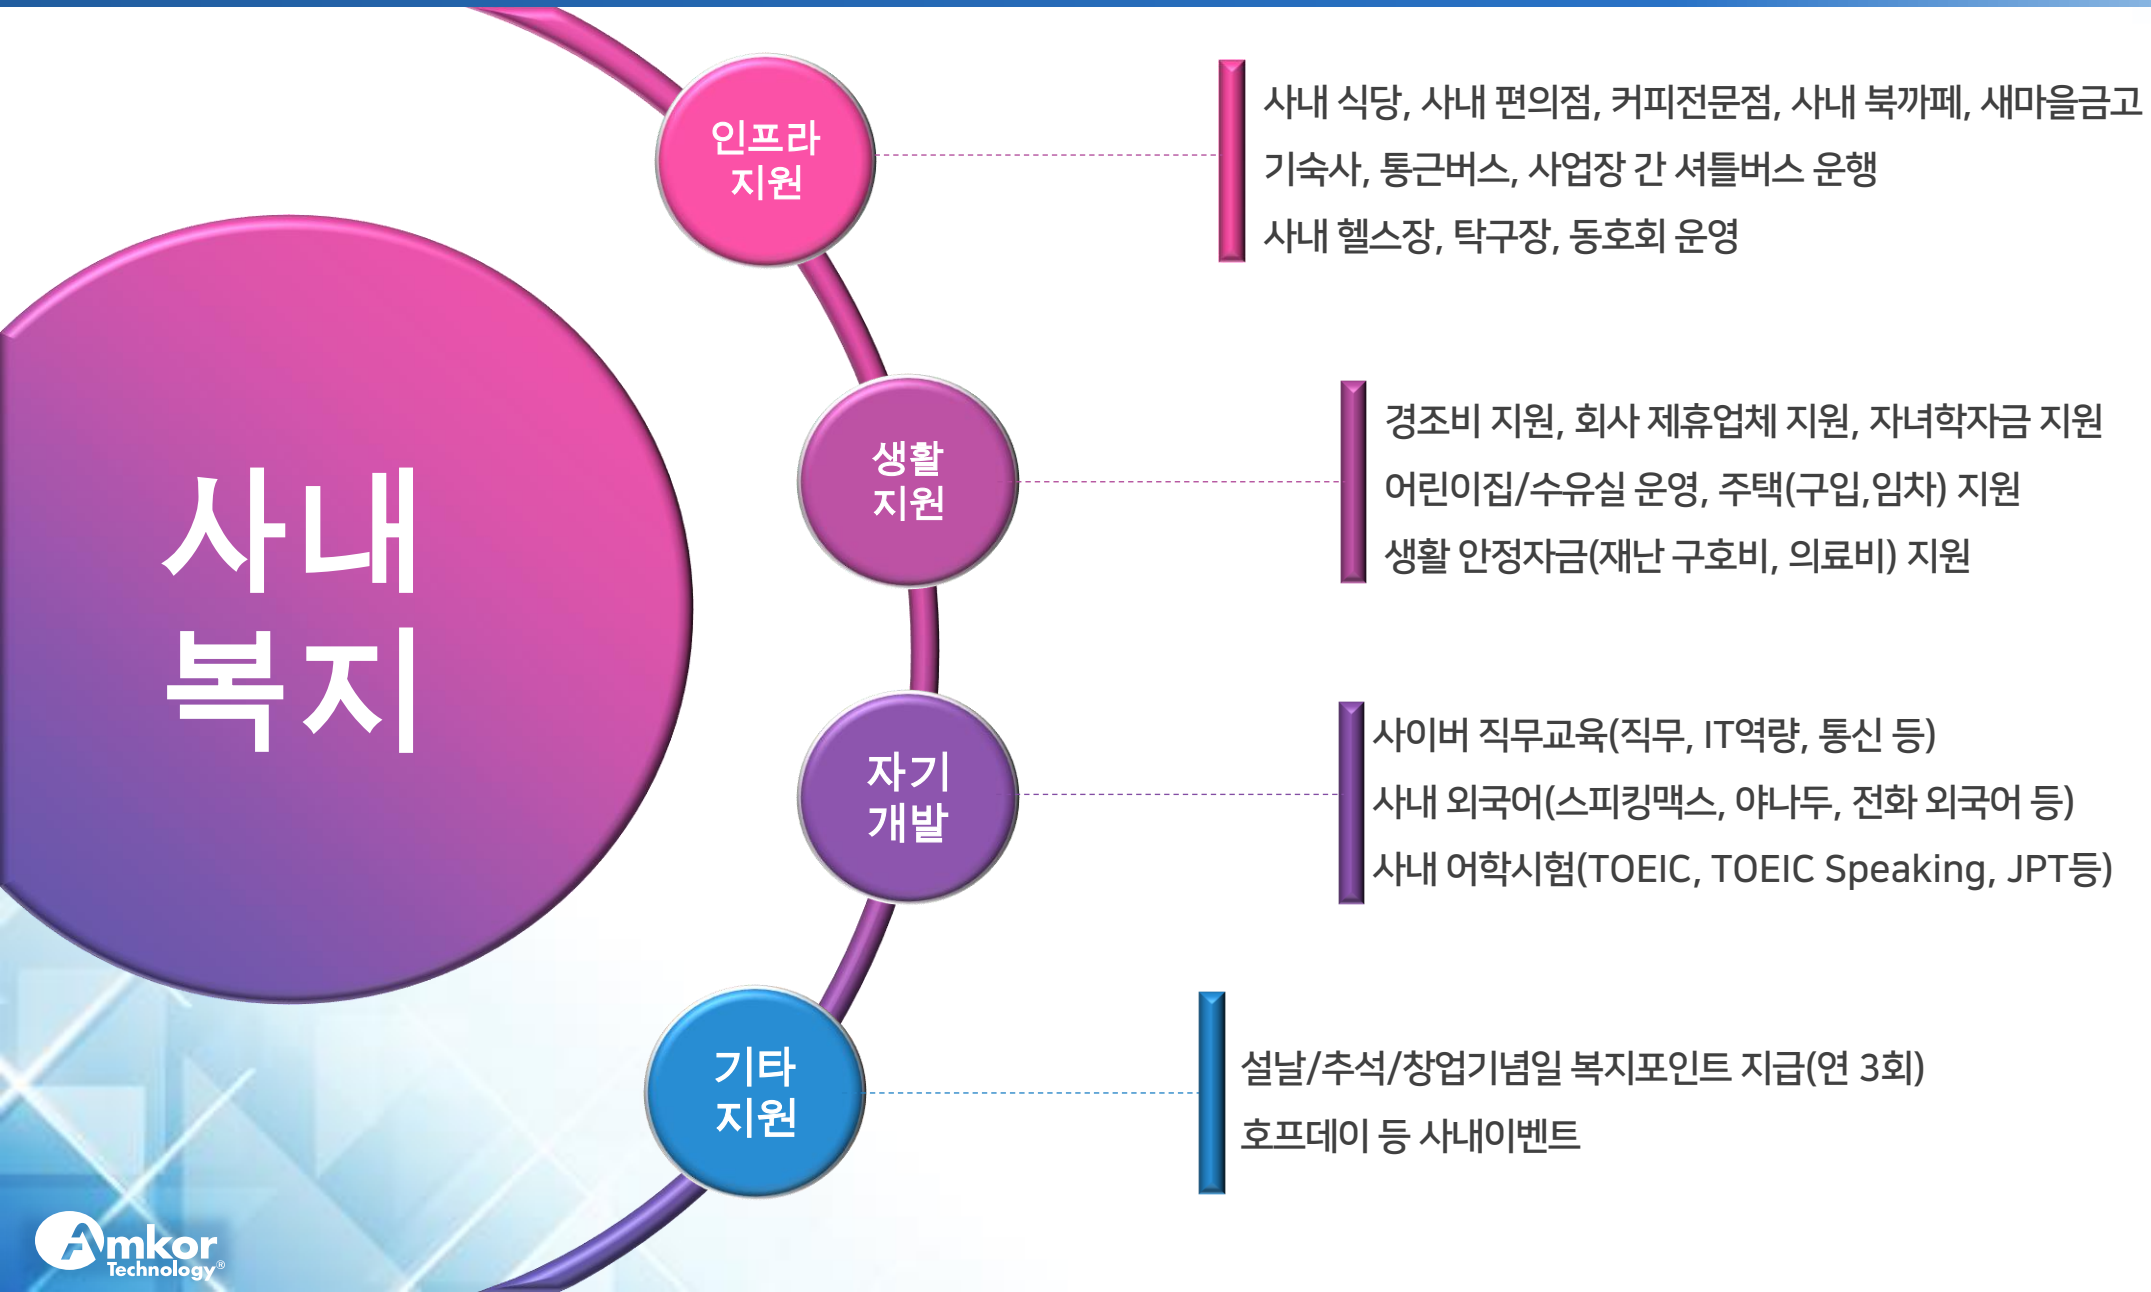 사내
복지
인프라
지원
사내 식당, 사내 편의점, 커피전문점, 사내 북까페, 새마을금고
기숙사, 통근버스, 사업장 간 셔틀버스 운행
사내 헬스장, 탁구장, 동호회 운영
생활
지원
경조비 지원, 회사 제휴업체 지원, 자녀학자금 지원
어린이집/수유실 운영, 주택(구입,임차) 지원
생활 안정자금(재난 구호비, 의료비) 지원
자기
개발
사이버 직무교육(직무, IT역량, 통신 등)
사내 외국어(스피킹맥스, 야나두, 전화 외국어 등)
사내 어학시험(TOEIC, TOEIC Speaking, JPT등)
기타
지원
설날/추석/창업기념일 복지포인트 지급(연 3회)
호프데이 등 사내이벤트
Amkor
Technology®